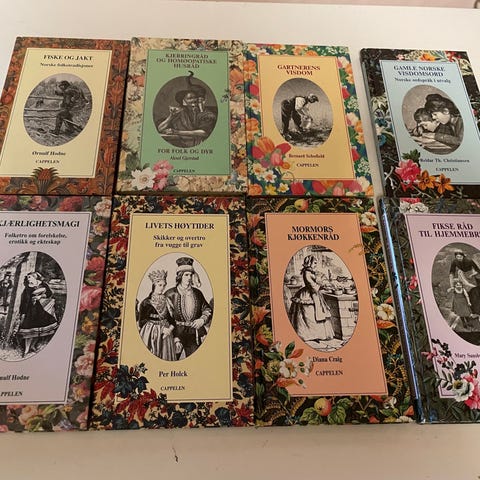 FISKE OG JAKT
Norske folketradisjoner
Ørnulf Hodne
CAPPELEN
KJERRINGRÅD
OG HOMØOPATISKE
HUSRÅD
FOR FOLK OG DYR
Aksel Gjerstad
CAPPELEN
GARTNERENS
VISDOM
Bernard Schofield
CAPPELEN
GAMLE NORSKE
VISDOMSORD
Norske ordspråk i utvalg
Reidar Th. Christiansen
CAPPELEN
KJÆRLIGHETSMAGI
Folketro om forelskelse,
erotikk og ekteskap
Ørnulf Hodne
CAPPELEN
LIVETS HØYTIDER
Skikker og overtro
fra vugge til grav
Per Holck
CAPPELEN
MORMORS
KJØKKENRÅD
Diana Craig
CAPPELEN
FIKSE RÅD
TIL HJEMMEBR
Mary Sands